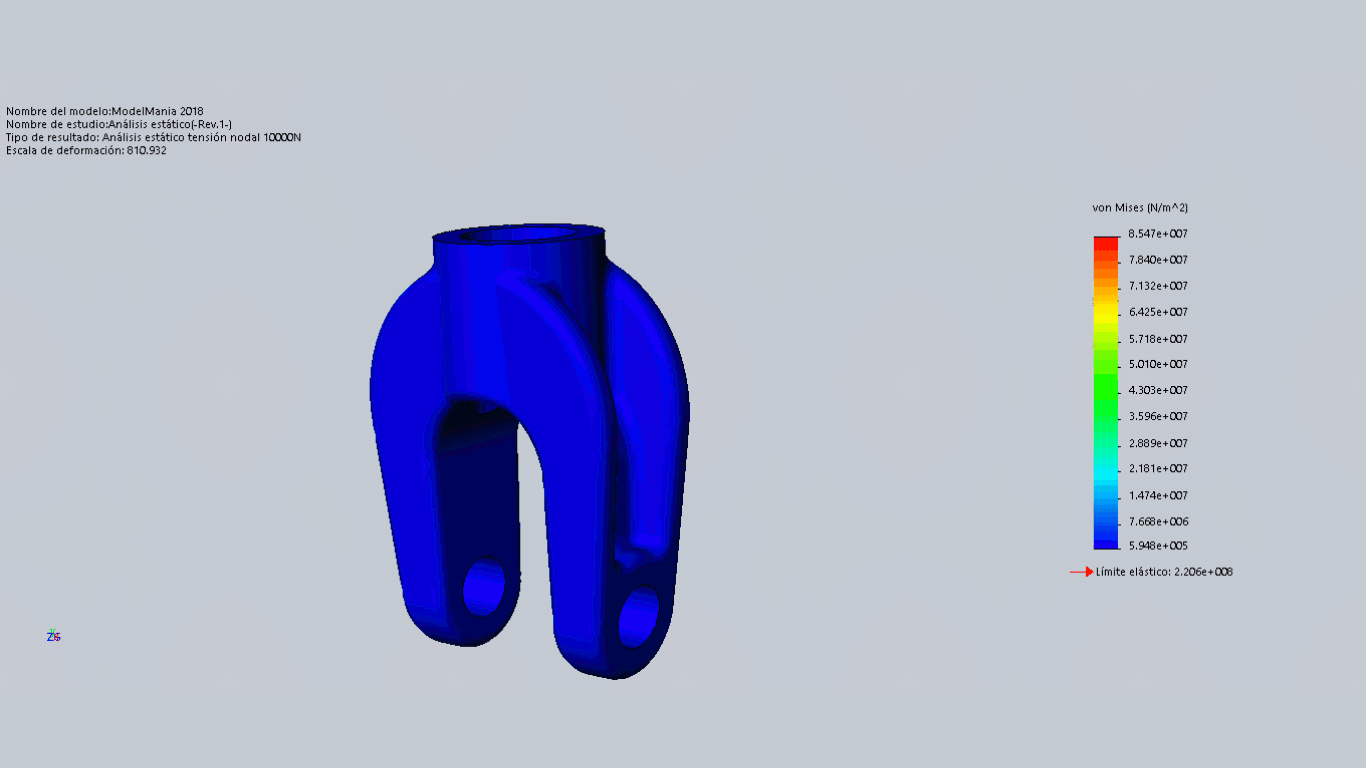 Nombre del modelo:ModelMania 2018
Nombre de estudio:Análisis estático(-Rev.1-)
Tipo de resultado: Análisis estático tensión nodal 10000N
Escala de deformación: 810.932
von Mises (N/m^2)
8.547e+007
7.840e+007
7.132e+007
6.425e+007
5.718e+007
5.010e+007
4.303e+007
3.596e+007
2.889e+007
2.181e+007
1.474e+007
7.668e+006
5.948e+005
Límite elástico: 2.206e+008